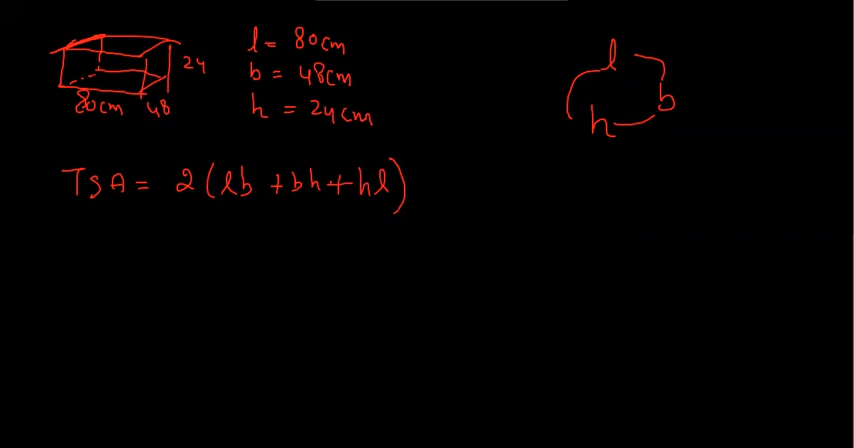 24
80cm 48
l = 80cm
b = 48cm
h = 24cm
l
b
h
TSA = 2(lb + bh + hl)